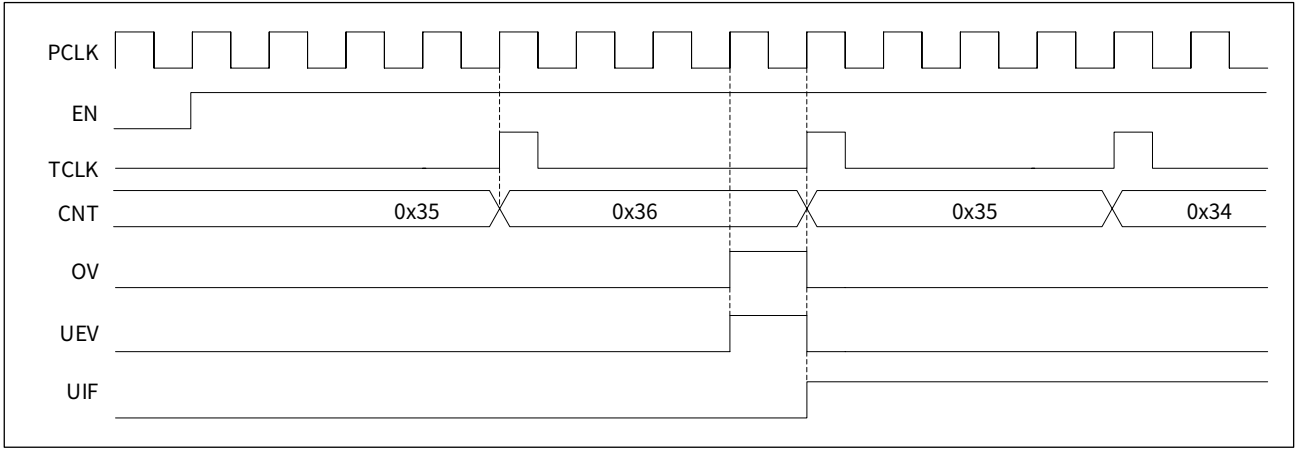 PCLK
EN
TCLK
CNT 0x35 0x36 0x35 0x34
OV
UEV
UIF